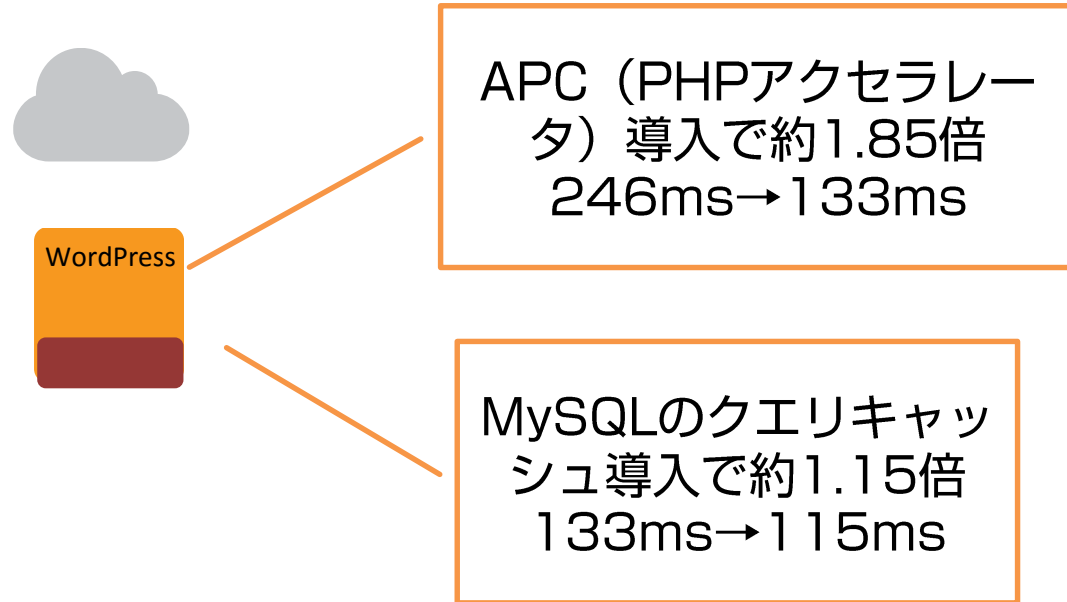 APC（PHPアクセラレー
タ）導入で約1.85倍
246ms→133ms
WordPress
MySQLのクエリキャッ
シュ導入で約1.15倍
133ms→115ms